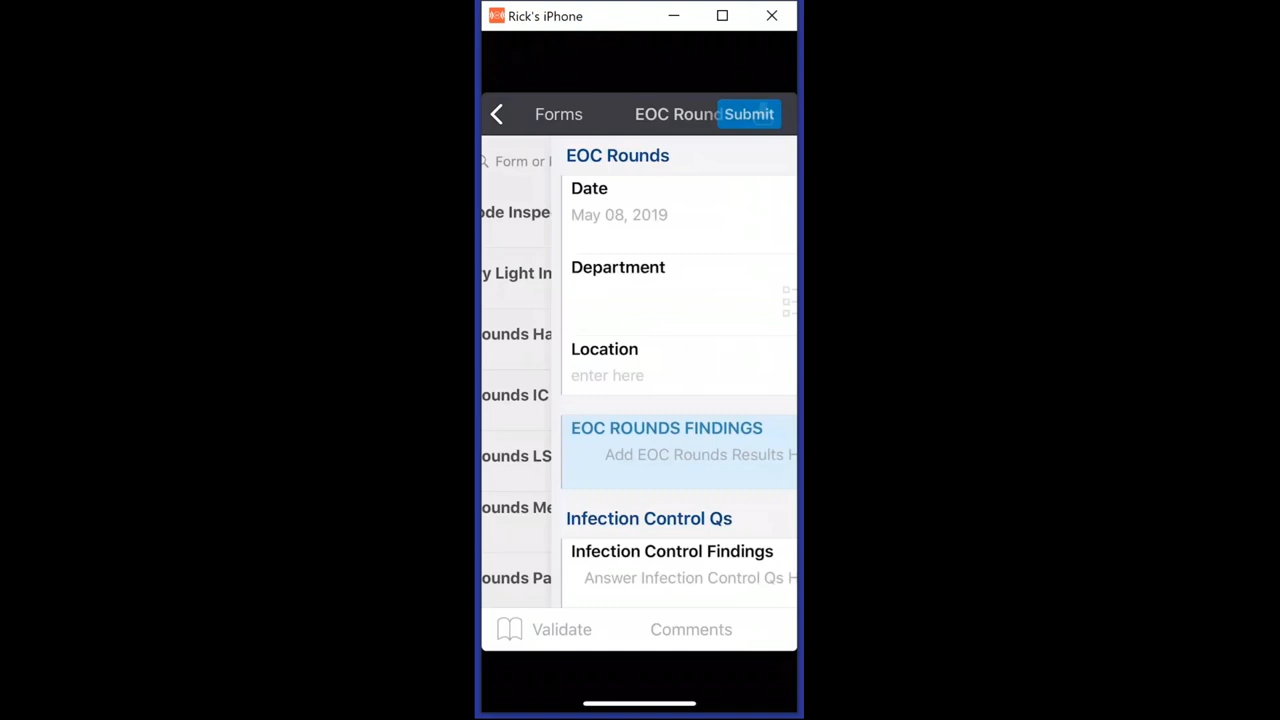 Rick's iPhone
Forms EOC Round Submit
Form or
EOC Rounds
Date
May 08, 2019
ode Inspe
y Light In
Department
ounds Ha
Location
enter here
ounds IC
EOC ROUNDS FINDINGS
Add EOC Rounds Results H
ounds LS
ounds Me
Infection Control Qs
Infection Control Findings
Answer Infection Control Qs H
ounds Pa
Validate Comments